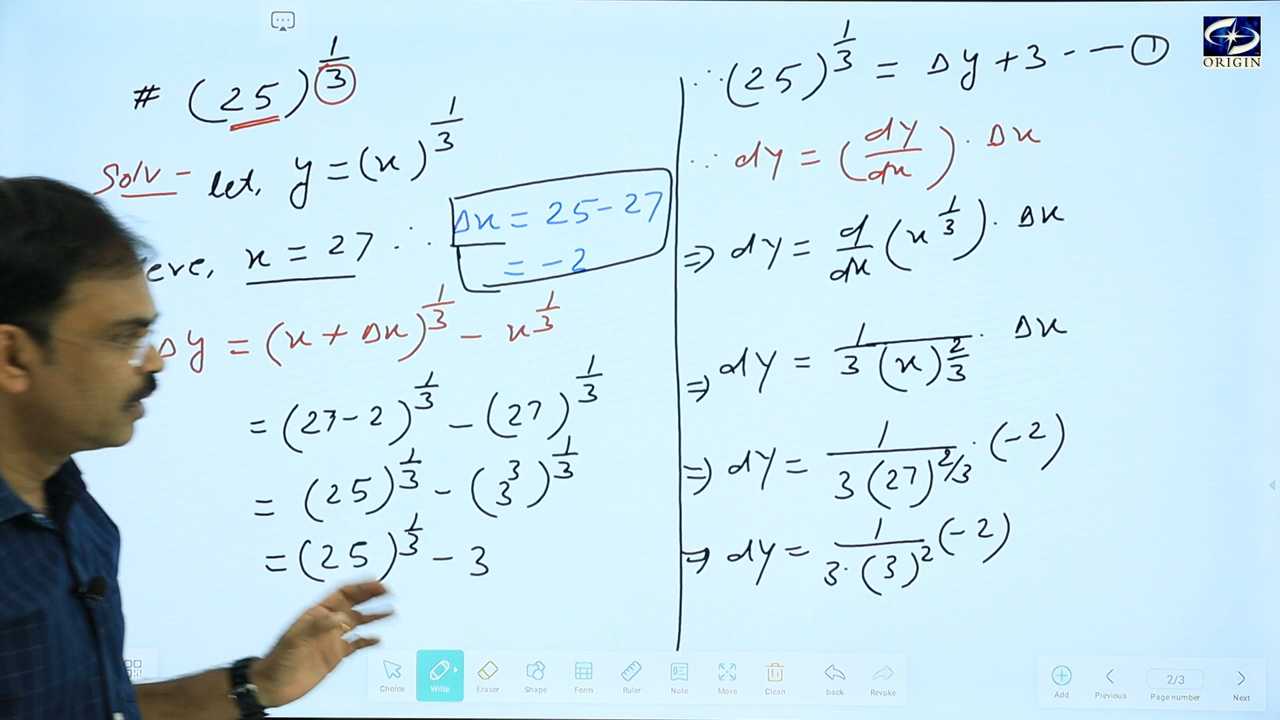 # (25)^(1/3)
Solv - let, y = (x)^(1/3)
ere, x = 27 ∴ Δx = 25 - 27
= -2
Δy = (x + Δx)^(1/3) - x^(1/3)
= (27 - 2)^(1/3) - (27)^(1/3)
= (25)^(1/3) - (3^3)^(1/3)
= (25)^(1/3) - 3
∴ (25)^(1/3) = Δy + 3 - - — ①
∵ dy = (dy/dx) · Δx
⇒ dy = d/dx (x^(1/3)) · Δx
⇒ dy = 1/(3(x)^(2/3)) · Δx
⇒ dy = 1/(3(27)^(2/3)) · (-2)
⇒ dy = 1/(3·(3)^2) (-2)
ORIGIN
Choice Write Eraser Shape Form Ruler Note Move Clean back Revoke
Add Previous 2/3 Page number Next